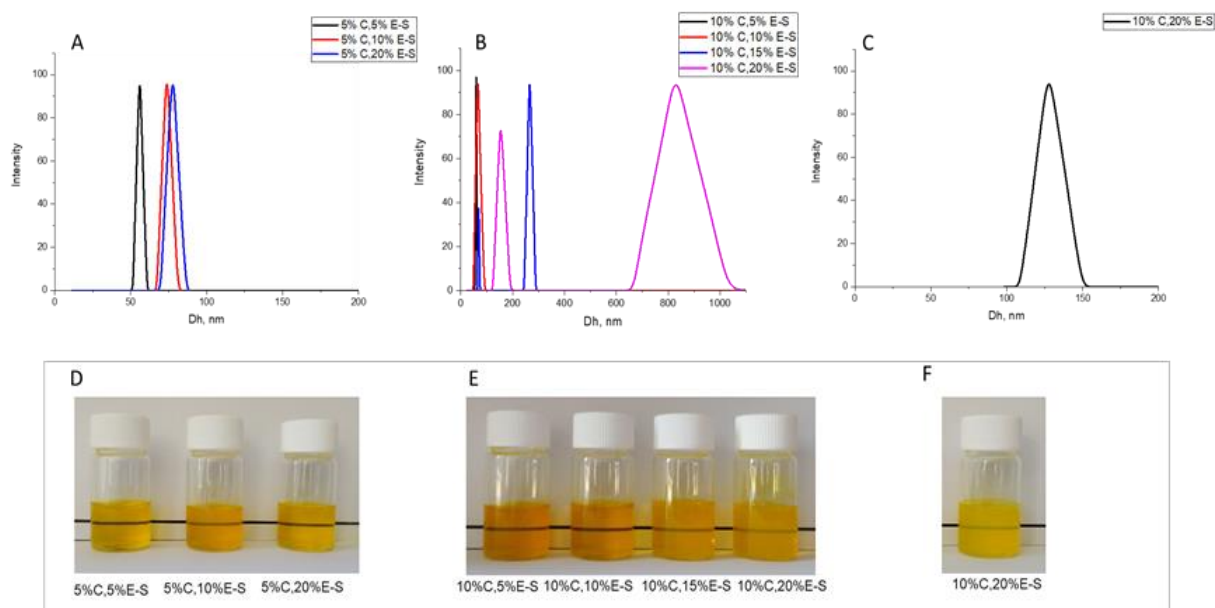 A
5% C,5% E-S
5% C,10% E-S
5% C,20% E-S
Intensity
100
80
60
40
20
0
0 50 100 150 200
Dh, nm
B
10% C,5% E-S
10% C,10% E-S
10% C,15% E-S
10% C,20% E-S
Intensity
100
80
60
40
20
0
0 200 400 600 800 1000
Dh, nm
C
10% C,20% E-S
Intensity
100
80
60
40
20
0
0 50 100 150 200
Dh, nm
D
5%C,5%E-S 5%C,10%E-S 5%C,20%E-S
E
10%C,5%E-S 10%C,10%E-S 10%C,15%E-S 10%C,20%E-S
F
10%C,20%E-S